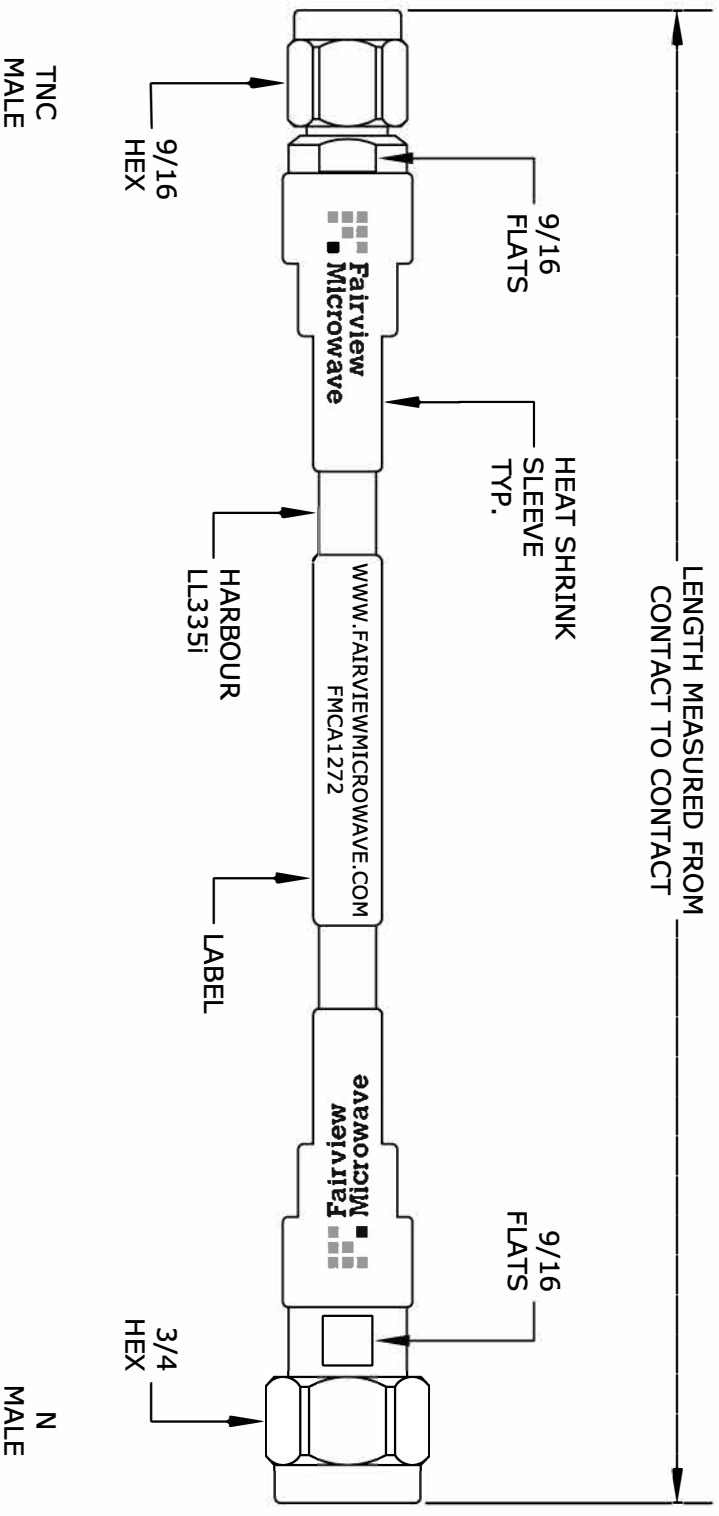 LENGTH MEASURED FROM
CONTACT TO CONTACT
9/16
FLATS
HEAT SHRINK
SLEEVE
TYP.
9/16
FLATS
Fairview
Microwave
WWW.FAIRVIEWMICROWAVE.COM
FMCA1272
Fairview
Microwave
9/16
HEX
HARBOUR
LL335i
LABEL
3/4
HEX
TNC
MALE
N
MALE